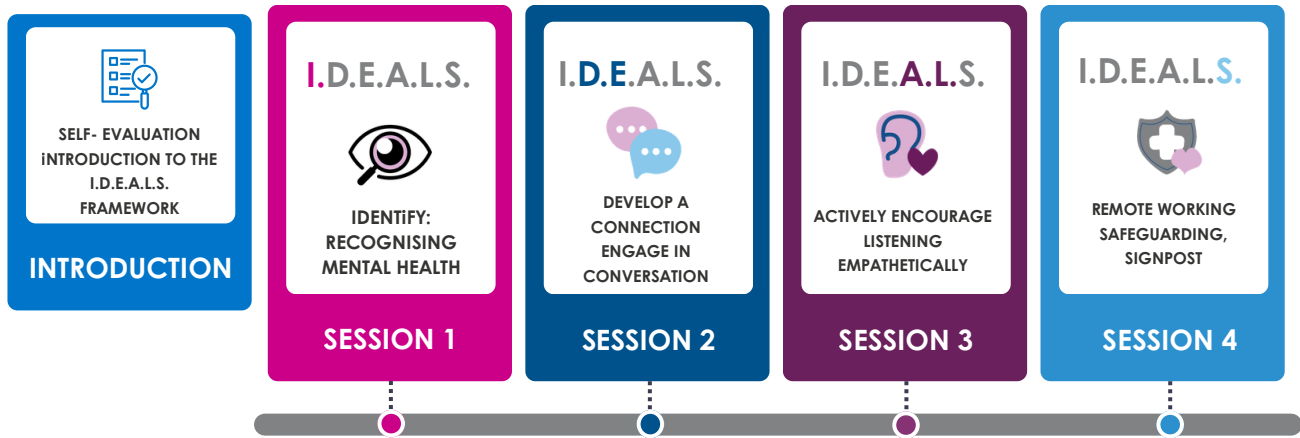 SELF- EVALUATION
iNTRODUCTION TO THE
I.D.E.A.L.S.
FRAMEWORK
INTRODUCTION
I.D.E.A.L.S.
IDENTiFY:
RECOGNISING
MENTAL HEALTH
SESSION 1
I.D.E.A.L.S.
DEVELOP A
CONNECTION
ENGAGE IN
CONVERSATION
SESSION 2
I.D.E.A.L.S.
ACTIVELY ENCOURAGE
LISTENING
EMPATHETICALLY
SESSION 3
I.D.E.A.L.S.
REMOTE WORKING
SAFEGUARDING,
SIGNPOST
SESSION 4